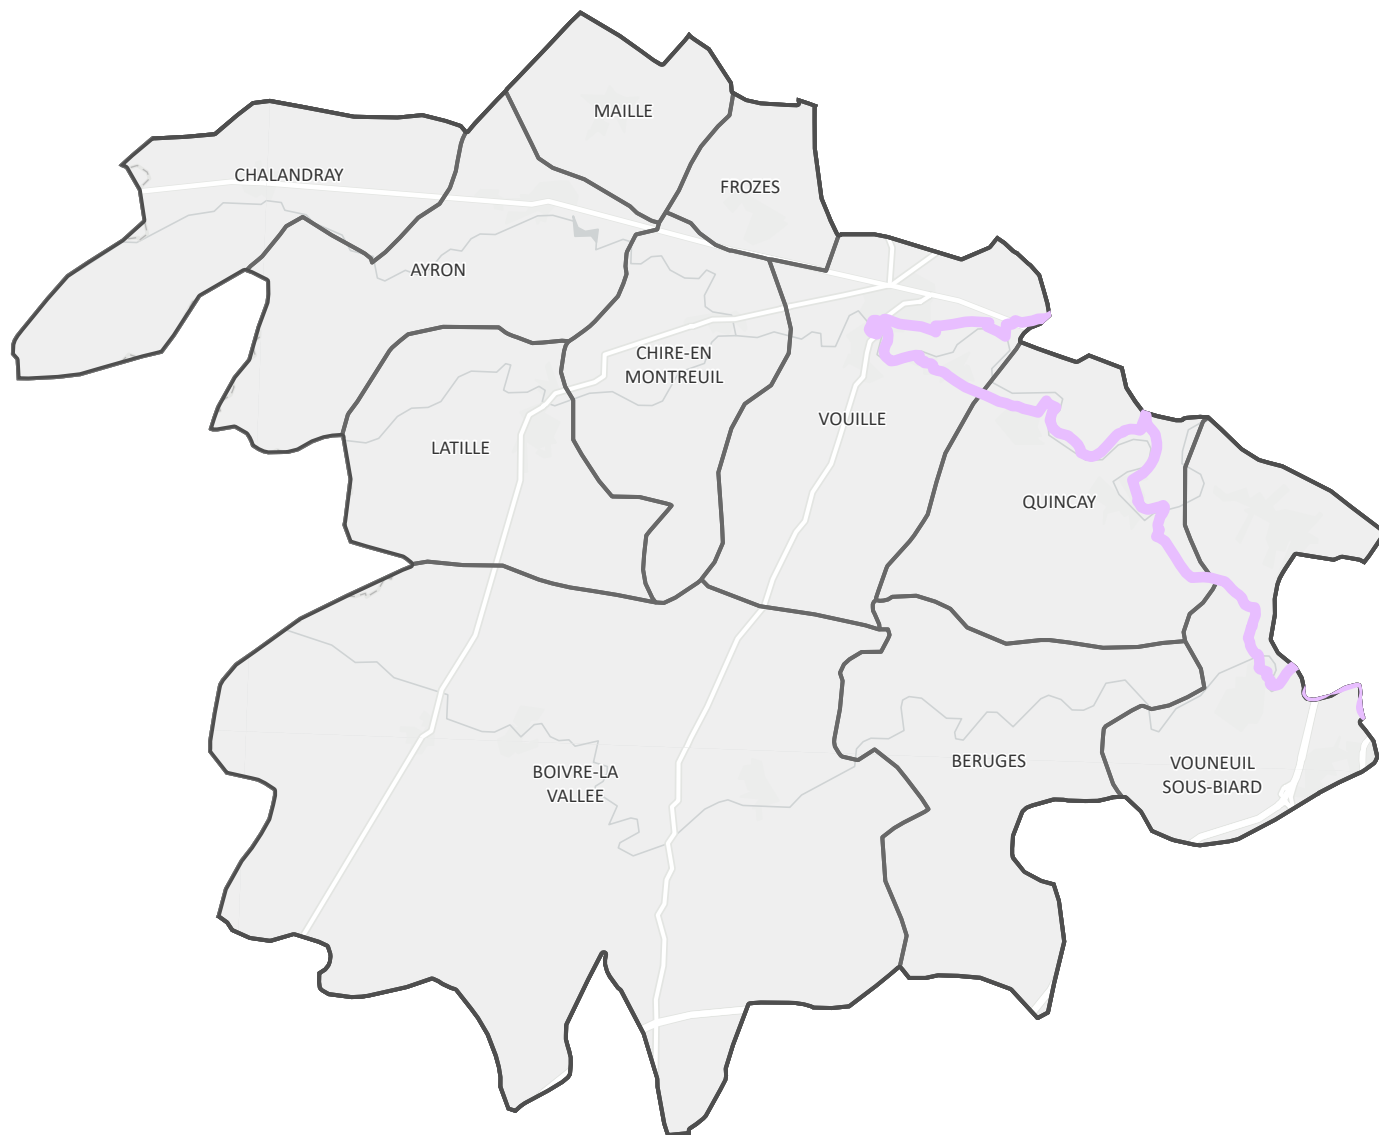 MAILLE
CHALANDRAY
FROZES
AYRON
CHIRE-EN
MONTREUIL
VOUILLE
LATILLE
QUINCAY
BOIVRE-LA
VALLEE
BERUGES
VOUNEUIL
SOUS-BIARD